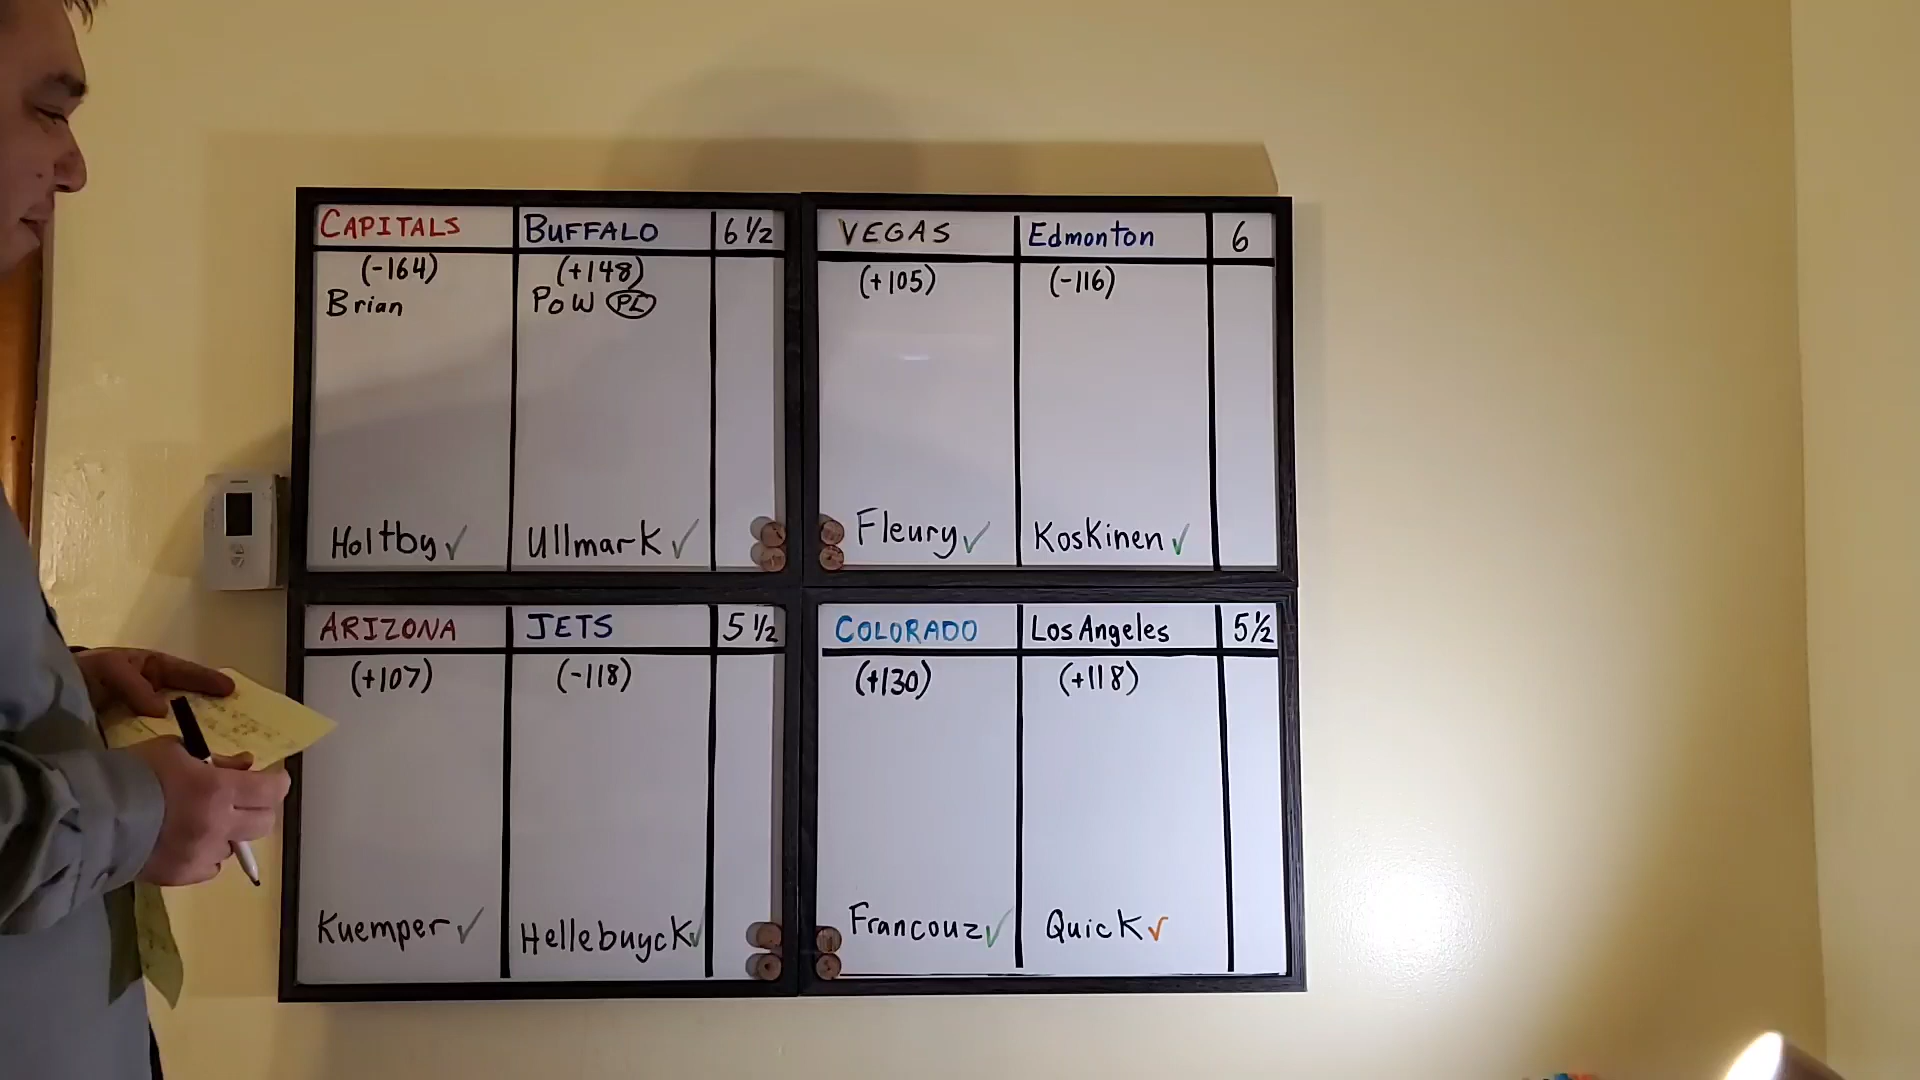 CAPITALS BUFFALO 6 1/2
(-164) (+148)
Brian PoW PL
Holtby ✓ Ullmark ✓
VEGAS Edmonton 6
(+105) (-116)
Fleury ✓ Koskinen ✓
ARIZONA JETS 5 1/2
(+107) (-118)
Kuemper ✓ Hellebuyck ✓
COLORADO Los Angeles 5 1/2
(+130) (+118)
Francouz ✓ Quick ✓